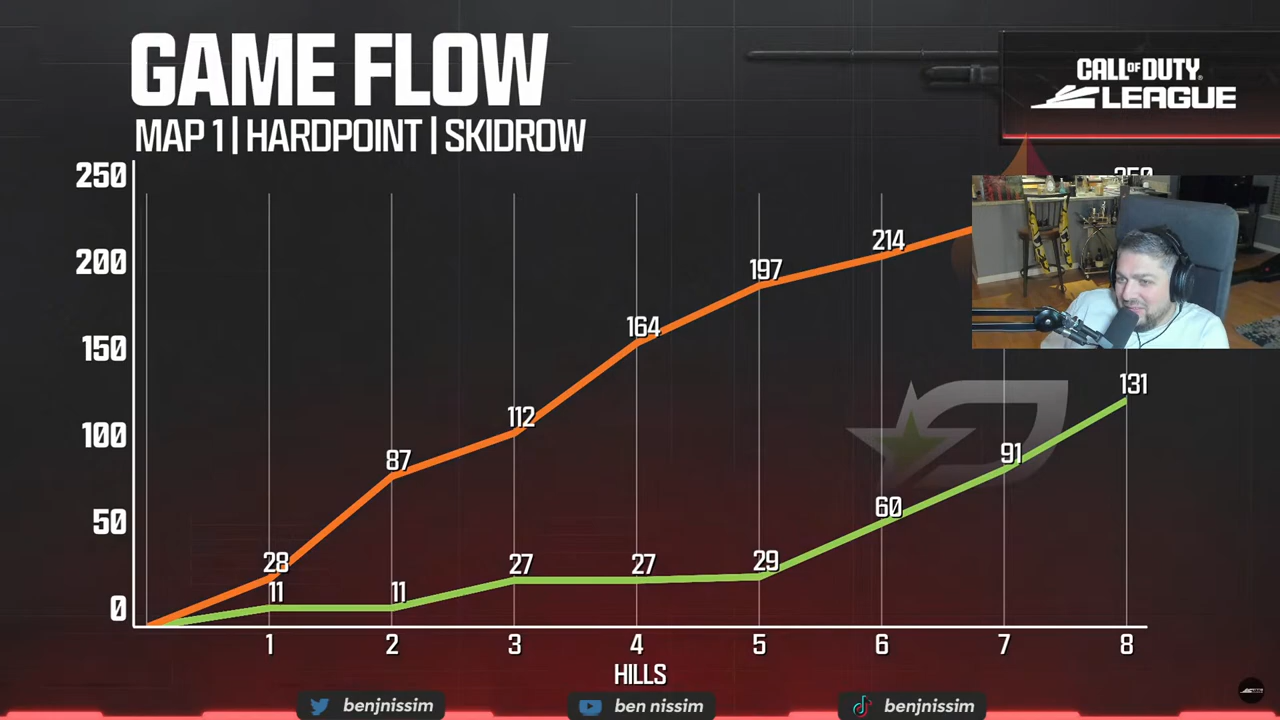 GAME FLOW
CALL OF DUTY
LEAGUE
MAP 1 | HARDPOINT | SKIDROW
250
200
150
100
50
0
28
87
112
164
197
214
11
11
27
27
29
60
91
131
1 2 3 4 5 6 7 8
HILLS
benjnissim
ben nissim
benjnissim